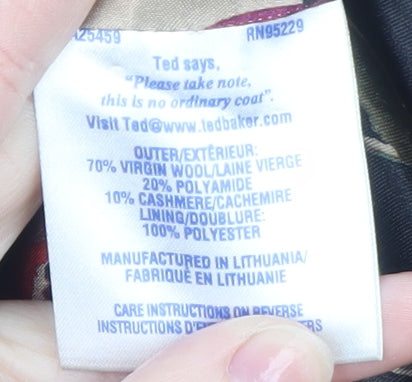 25459 RN95229
Ted says,
"Please take note,
this is no ordinary coat".
Visit Ted@www.tedbaker.com
OUTER/EXTÉRIEUR:
70% VIRGIN WOOL/LAINE VIERGE
20% POLYAMIDE
10% CASHMERE/CACHEMIRE
LINING/DOUBLURE:
100% POLYESTER
MANUFACTURED IN LITHUANIA/
FABRIQUÉ EN LITHUANIE
CARE INSTRUCTIONS ON REVERSE
INSTRUCTIONS